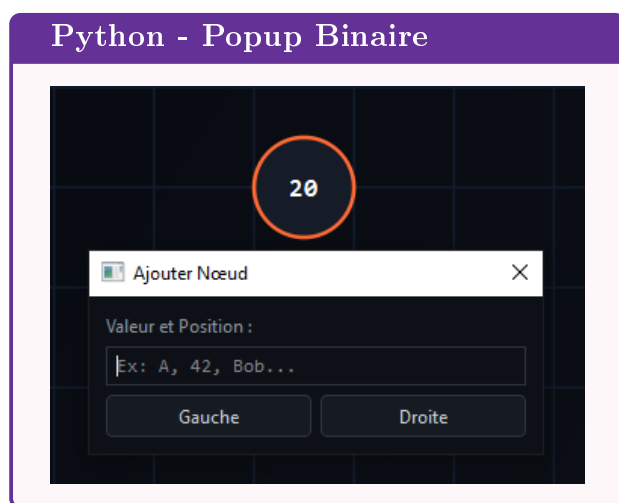 Python - Popup Binaire
20
Ajouter Nœud
Valeur et Position :
Ex: A, 42, Bob...
Gauche
Droite